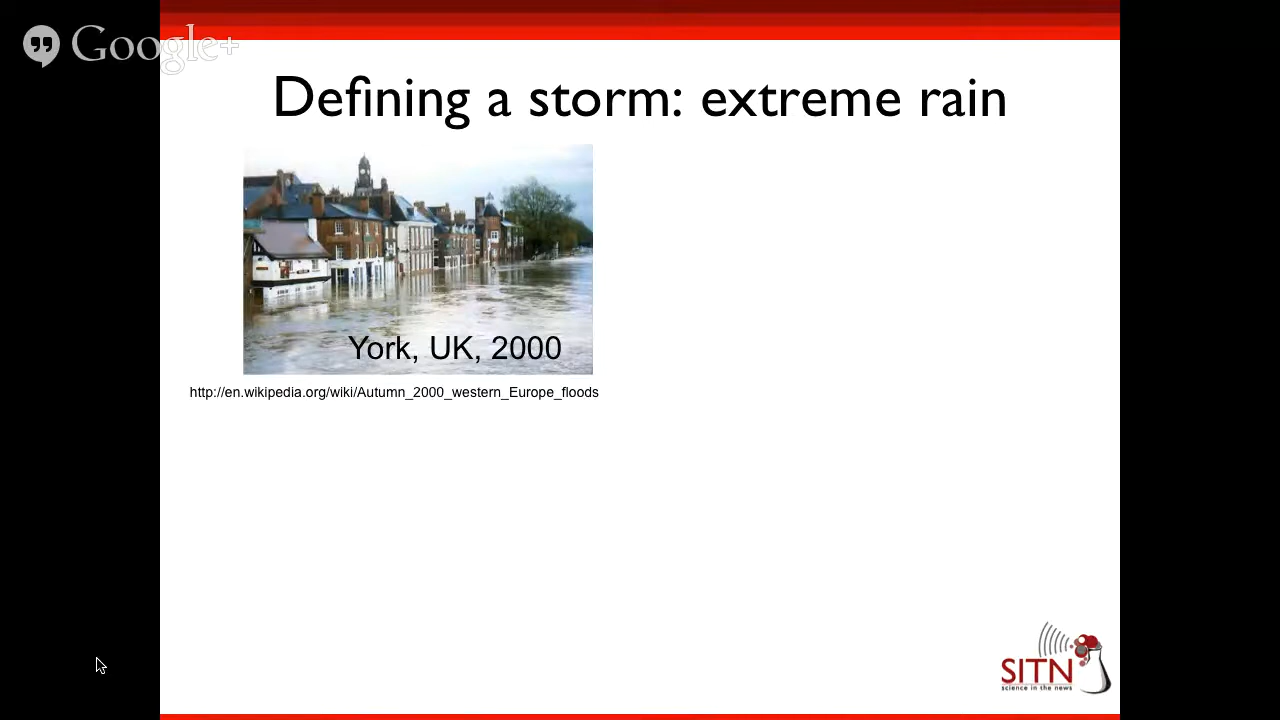 Google+
Defining a storm: extreme rain
York, UK, 2000
http://en.wikipedia.org/wiki/Autumn_2000_western_Europe_floods
SITN
science in the news